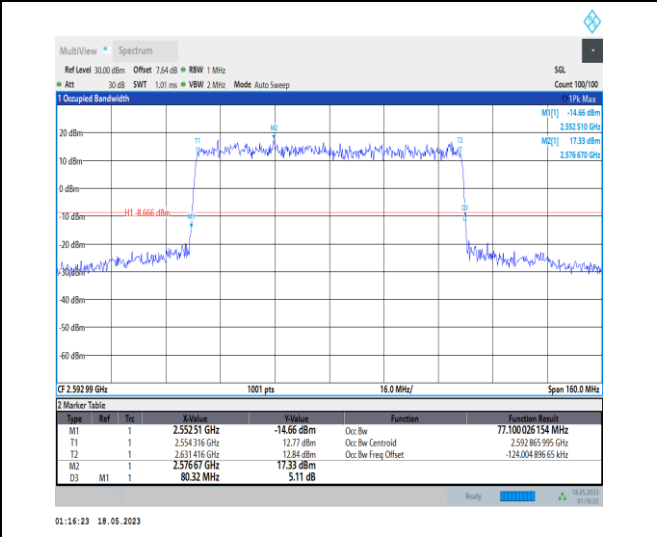 MultiView Spectrum
Ref Level 30.00 dBm Offset 7.64 dB RBW 1 MHz SGL
Att 30 dB SWT 1.01 ms VBW 2 MHz Mode Auto Sweep Count 100/100
1 Occupied Bandwidth 1Pk Max
M1[1] -14.66 dBm
2.552 510 GHz
M2[1] 17.33 dBm
2.576 670 GHz
M2
T1
T2
20 dBm
10 dBm
0 dBm
D3
-10 dBm
H1 -8.666 dBm
M1
-20 dBm
-30 dBm
-40 dBm
-50 dBm
-60 dBm
CF 2.592 99 GHz 1001 pts 16.0 MHz/ Span 160.0 MHz
2 Marker Table
Type Ref Trc X-Value Y-Value Function Function Result
M1 1 2.552 51 GHz -14.66 dBm Occ Bw 77.100 026 154 MHz
T1 1 2.554 316 GHz 12.77 dBm Occ Bw Centroid 2.592 865 995 GHz
T2 1 2.631 416 GHz 12.84 dBm Occ Bw Freq Offset -124.004 896 65 kHz
M2 1 2.576 67 GHz 17.33 dBm
D3 M1 1 80.32 MHz 5.11 dB
Ready 18.05.2023
01:16:22
01:16:23 18.05.2023